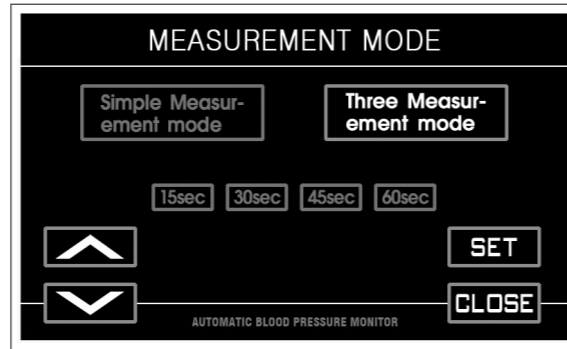 MEASUREMENT MODE
Simple Measur-
ement mode
Three Measur-
ement mode
15sec 30sec 45sec 60sec
SET
CLOSE
AUTOMATIC BLOOD PRESSURE MONITOR